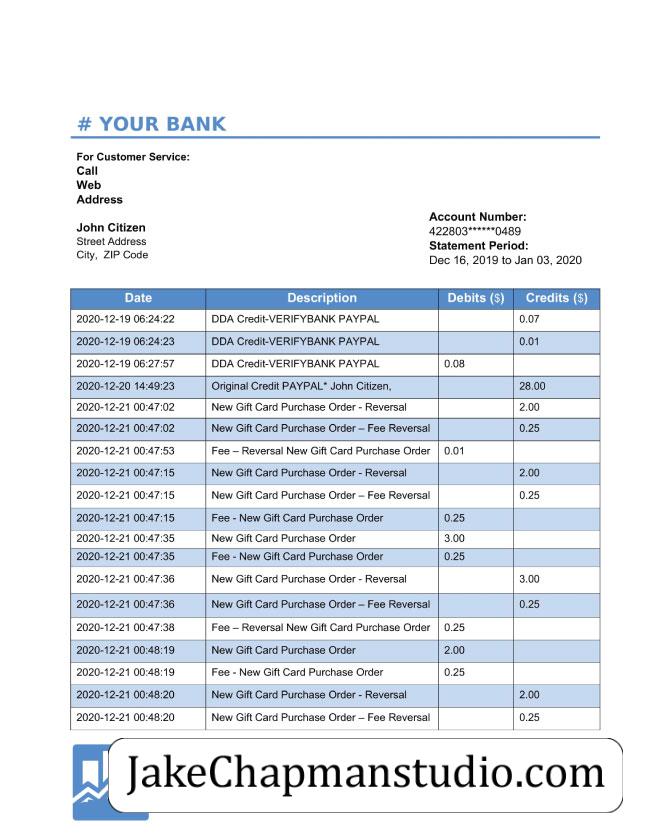 # YOUR BANK
For Customer Service:
Call
Web
Address
Account Number:
John Citizen
422803******0489
Street Address
Statement Period:
City, ZIP Code
Dec 16, 2019 to Jan 03, 2020
Date Description Debits ($) Credits ($)
2020-12-19 06:24:22 DDA Credit-VERIFYBANK PAYPAL 0.07
2020-12-19 06:24:23 DDA Credit-VERIFYBANK PAYPAL 0.01
2020-12-19 06:27:57 DDA Credit-VERIFYBANK PAYPAL 0.08
2020-12-20 14:49:23 Original Credit PAYPAL* John Citizen, 28.00
2020-12-21 00:47:02 New Gift Card Purchase Order - Reversal 2.00
2020-12-21 00:47:02 New Gift Card Purchase Order – Fee Reversal 0.25
2020-12-21 00:47:53 Fee – Reversal New Gift Card Purchase Order 0.01
2020-12-21 00:47:15 New Gift Card Purchase Order - Reversal 2.00
2020-12-21 00:47:15 New Gift Card Purchase Order – Fee Reversal 0.25
2020-12-21 00:47:15 Fee - New Gift Card Purchase Order 0.25
2020-12-21 00:47:35 New Gift Card Purchase Order 3.00
2020-12-21 00:47:35 Fee - New Gift Card Purchase Order 0.25
2020-12-21 00:47:36 New Gift Card Purchase Order - Reversal 3.00
2020-12-21 00:47:36 New Gift Card Purchase Order – Fee Reversal 0.25
2020-12-21 00:47:38 Fee – Reversal New Gift Card Purchase Order 0.25
2020-12-21 00:48:19 New Gift Card Purchase Order 2.00
2020-12-21 00:48:19 Fee - New Gift Card Purchase Order 0.25
2020-12-21 00:48:20 New Gift Card Purchase Order - Reversal 2.00
2020-12-21 00:48:20 New Gift Card Purchase Order – Fee Reversal 0.25
JakeChapmanstudio.com